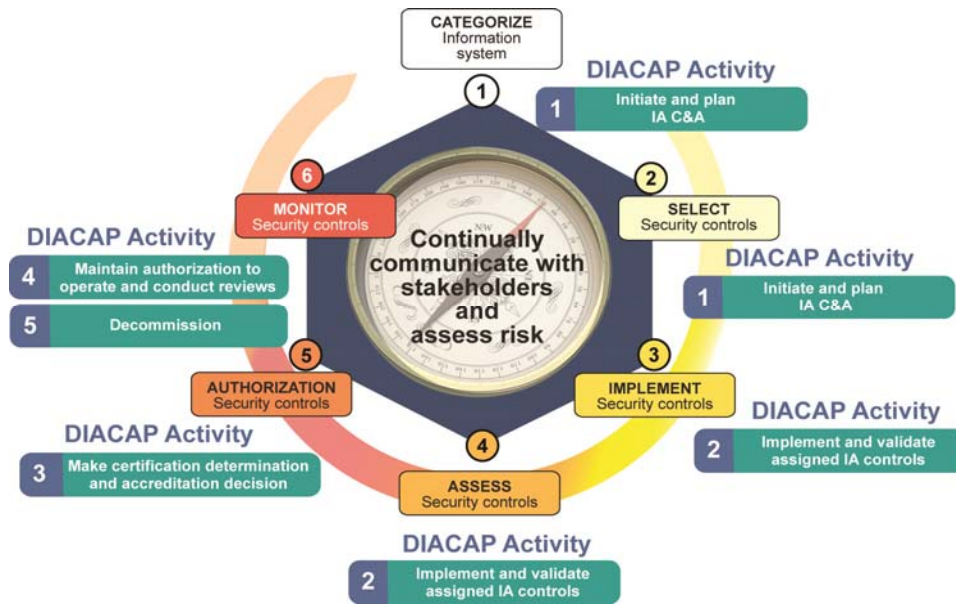 CATEGORIZE
Information
system
1
DIACAP Activity
1
Initiate and plan
IA C&A
6
MONITOR
Security controls
2
SELECT
Security controls
NW
Continually
communicate with
stakeholders
and
assess risk
DIACAP Activity
4
Maintain authorization to
operate and conduct reviews
5
Decommission
DIACAP Activity
1
Initiate and plan
IA C&A
5
AUTHORIZATION
Security controls
3
IMPLEMENT
Security controls
DIACAP Activity
3
Make certification determination
and accreditation decision
4
ASSESS
Security controls
DIACAP Activity
2
Implement and validate
assigned IA controls
DIACAP Activity
2
Implement and validate
assigned IA controls